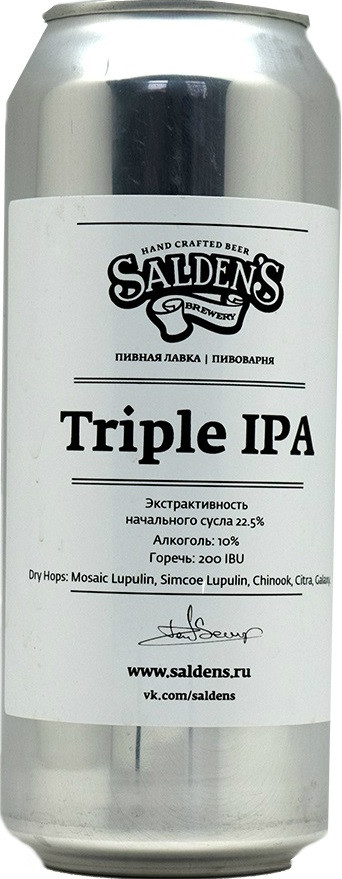 HAND CRAFTED BEER
SALDEN'S
BREWERY
ПИВНАЯ ЛАВКА | ПИВОВАРНЯ
Triple IPA
Экстрактивность
начального сусла 22.5%
Алкоголь: 10%
Горечь: 200 IBU
Dry Hops: Mosaic Lupulin, Simcoe Lupulin, Chinook, Citra, Galaxy,
www.saldens.ru
vk.com/saldens